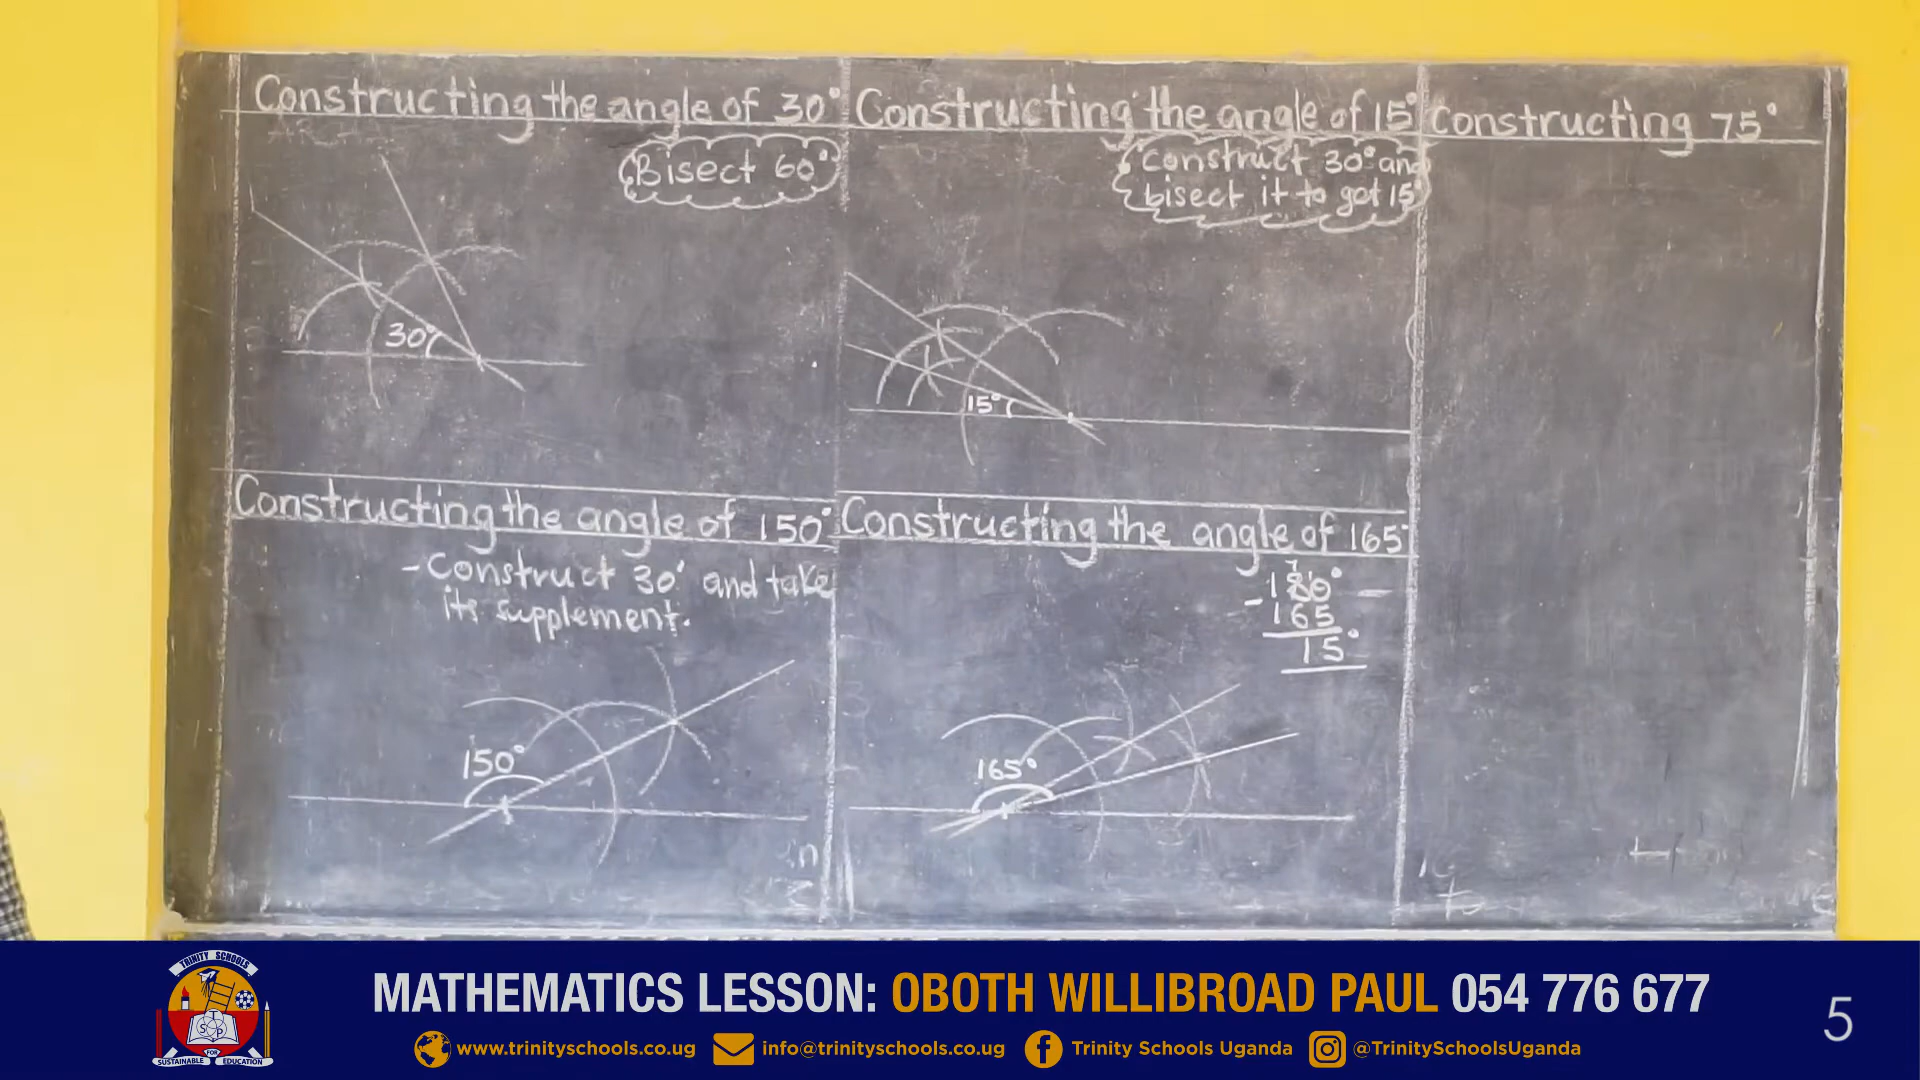 Constructing the angle of 30°
Bisect 60°
30°
Constructing the angle of 15°
construct 30° and
bisect it to get 15°
15°
Constructing 75°
Constructing the angle of 150°
- Construct 30° and take
its supplement.
150°
Constructing the angle of 165°
7 1
180°
- 165
15°
165°
TRINITY SCHOOLS
S T P
SUSTAINABLE FOR EDUCATION
MATHEMATICS LESSON: OBOTH WILLIBROAD PAUL 054 776 677
www.trinityschools.co.ug info@trinityschools.co.ug Trinity Schools Uganda @TrinitySchoolsUganda
5